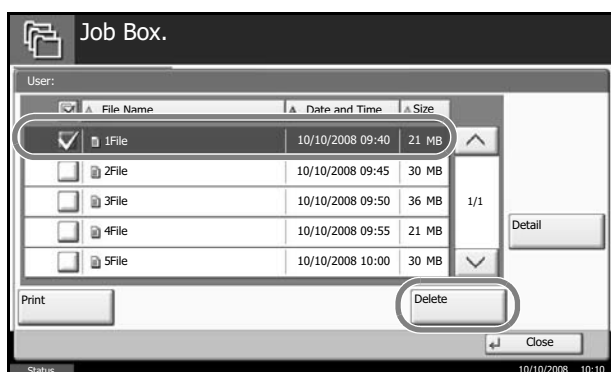 Job Box.
User:
File Name Date and Time Size
1File 10/10/2008 09:40 21 MB
2File 10/10/2008 09:45 30 MB
3File 10/10/2008 09:50 36 MB 1/1
4File 10/10/2008 09:55 21 MB Detail
5File 10/10/2008 10:00 30 MB
Print Delete
Close
Status 10/10/2008 10:10